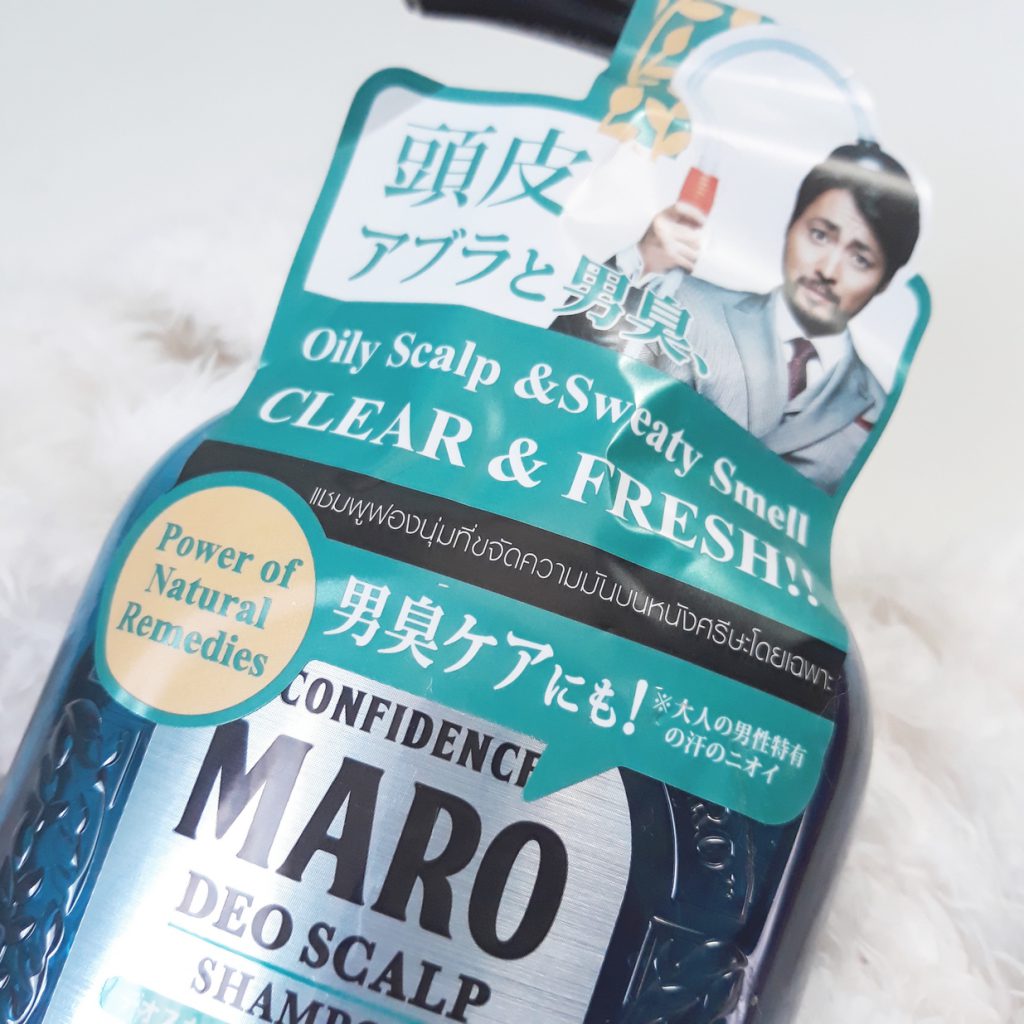 頭皮
アブラと男臭、
Oily Scalp & Sweaty Smell
CLEAR & FRESH!!
แชมพูฟองนุ่มที่ขจัดความมันบนหนังศรีษะโดยเฉพาะ
Power of
Natural
Remedies
男臭ケアにも!
※大人の男性特有
の汗のニオイ
CONFIDENCE
MARO
DEO SCALP